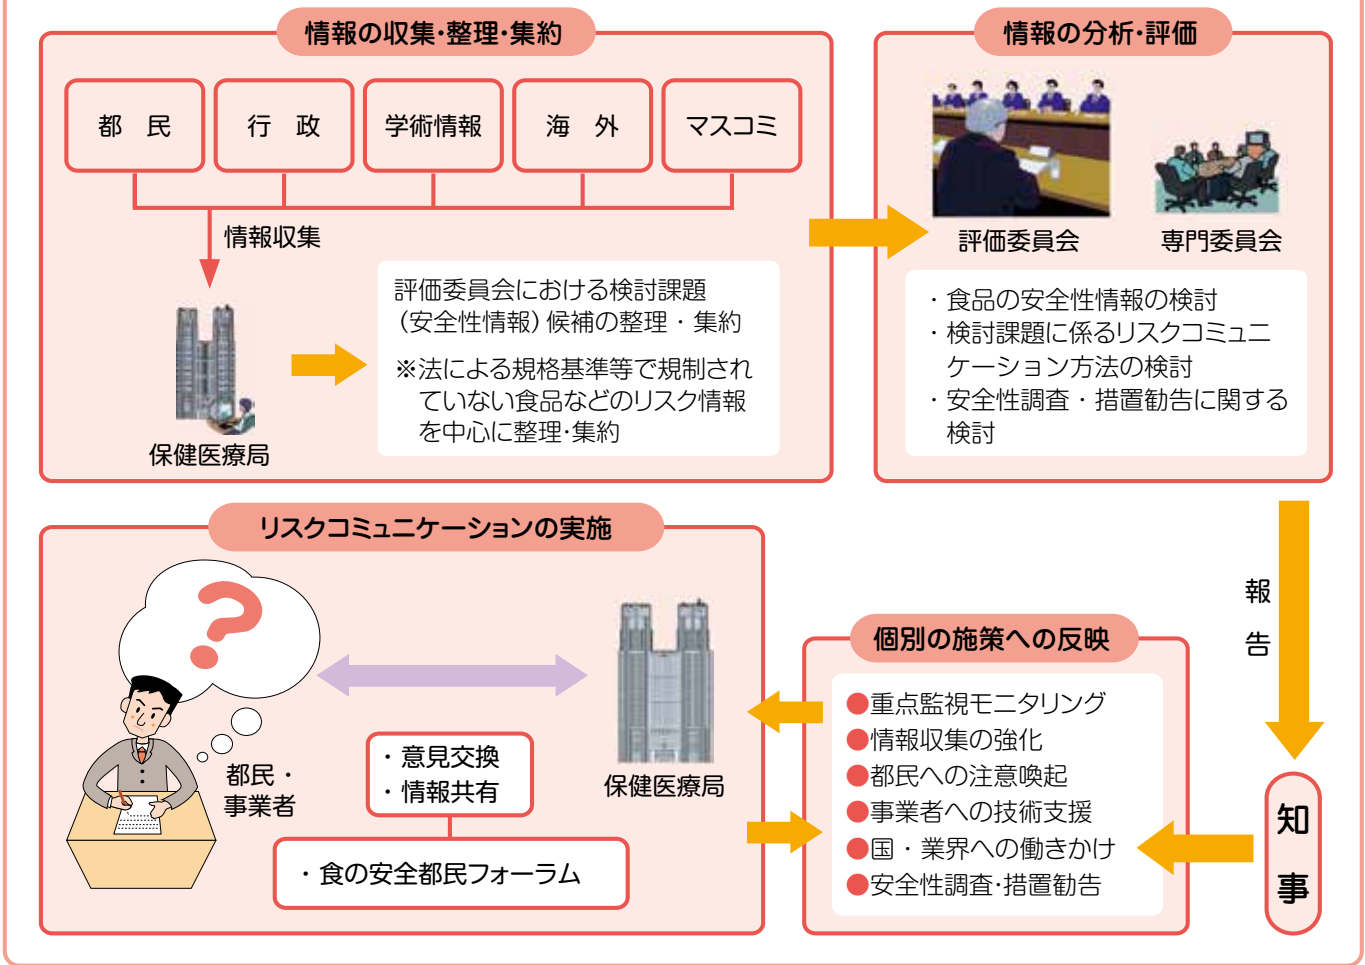 情報の収集・整理・集約
都　民
行　政
学術情報
海　外
マスコミ
情報収集
保健医療局
評価委員会における検討課題
（安全性情報）候補の整理・集約
※法による規格基準等で規制され
ていない食品などのリスク情報
を中心に整理・集約
情報の分析・評価
評価委員会
専門委員会
・食品の安全性情報の検討
・検討課題に係るリスクコミュニ
ケーション方法の検討
・安全性調査・措置勧告に関する
検討
報告
知事
個別の施策への反映
●重点監視モニタリング
●情報収集の強化
●都民への注意喚起
●事業者への技術支援
●国・業界への働きかけ
●安全性調査・措置勧告
リスクコミュニケーションの実施
?
都民・
事業者
・意見交換
・情報共有
・食の安全都民フォーラム
保健医療局